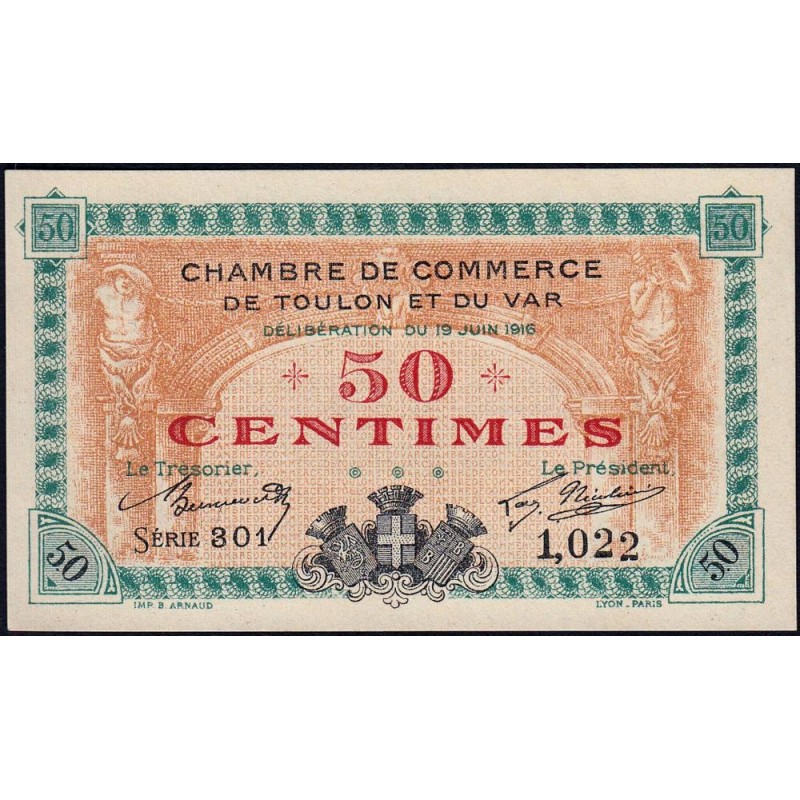 50 50
CHAMBRE DE COMMERCE
DE TOULON ET DU VAR
DÉLIBÉRATION DU 19 JUIN 1916
50
CENTIMES
Le Trésorier, Le Président,
SÉRIE 301 1,022
50 50
IMP. B. ARNAUD LYON-PARIS